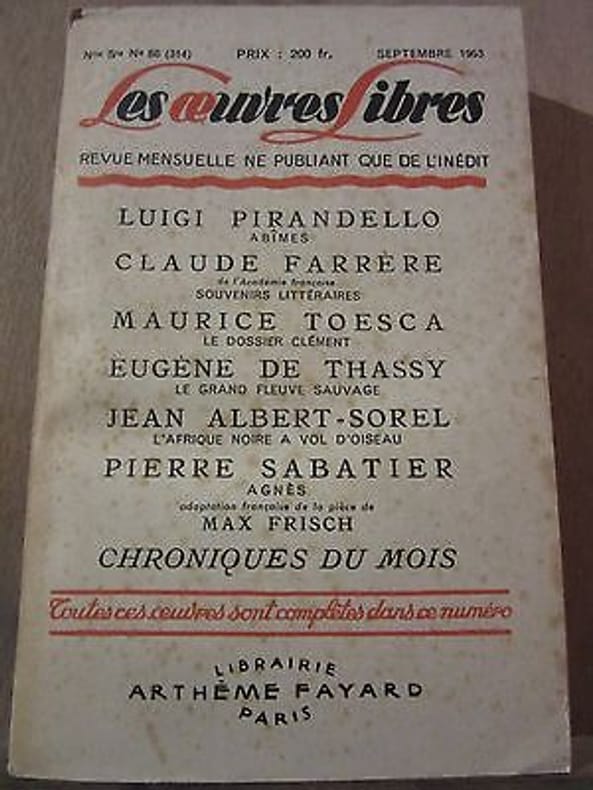 Nlle Sie No 88 (314) PRIX : 200 fr. SEPTEMBRE 1953
Les œuvres Libres
REVUE MENSUELLE NE PUBLIANT QUE DE L'INÉDIT
LUIGI PIRANDELLO
ABÎMES
CLAUDE FARRÈRE
de l'Académie française
SOUVENIRS LITTÉRAIRES
MAURICE TOESCA
LE DOSSIER CLÉMENT
EUGÈNE DE THASSY
LE GRAND FLEUVE SAUVAGE
JEAN ALBERT-SOREL
L'AFRIQUE NOIRE A VOL D'OISEAU
PIERRE SABATIER
AGNÈS
adaptation française de la pièce de
MAX FRISCH
CHRONIQUES DU MOIS
Toutes ces œuvres sont complètes dans ce numéro
LIBRAIRIE
ARTHÈME FAYARD
PARIS